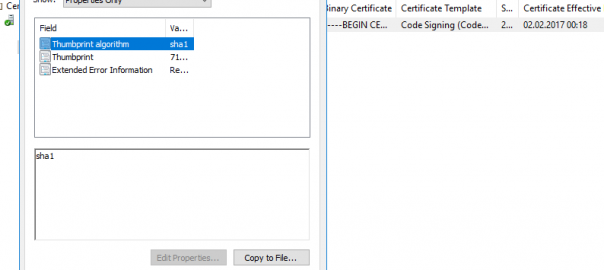 Properties Only
Cer
Binary Certificate Certificate Template S... Certificate Effective
-----BEGIN CE... Code Signing (Code... 2... 02.02.2017 00:18
Field Va...
Thumbprint algorithm sha1
Thumbprint 71...
Extended Error Information Re...
sha1
Edit Properties... Copy to File...